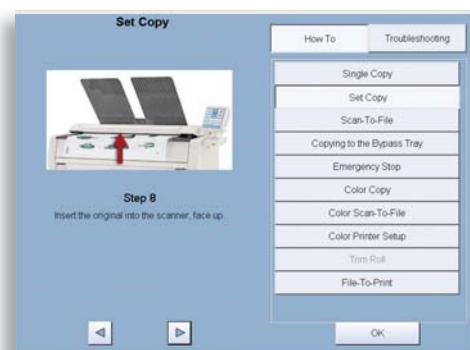 Set Copy
Step 8
Insert the original into the scanner, face up.
How To
Troubleshooting
Single Copy
Set Copy
Scan-To-File
Copying to the Bypass Tray
Emergency Stop
Color Copy
Color Scan-To-File
Color Printer Setup
Trim Roll
File-To-Print
OK